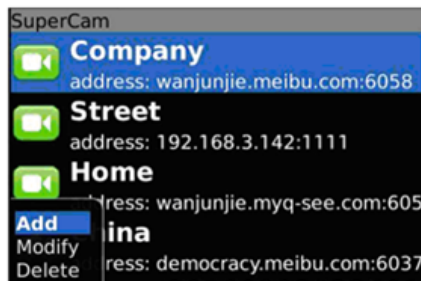 SuperCam
Company
address: wanjunjie.meibu.com:6058
Street
address: 192.168.3.142:1111
Home
address: wanjunjie.myq-see.com:605
ina
ress: democracy.meibu.com:6037
Add
Modify
Delete